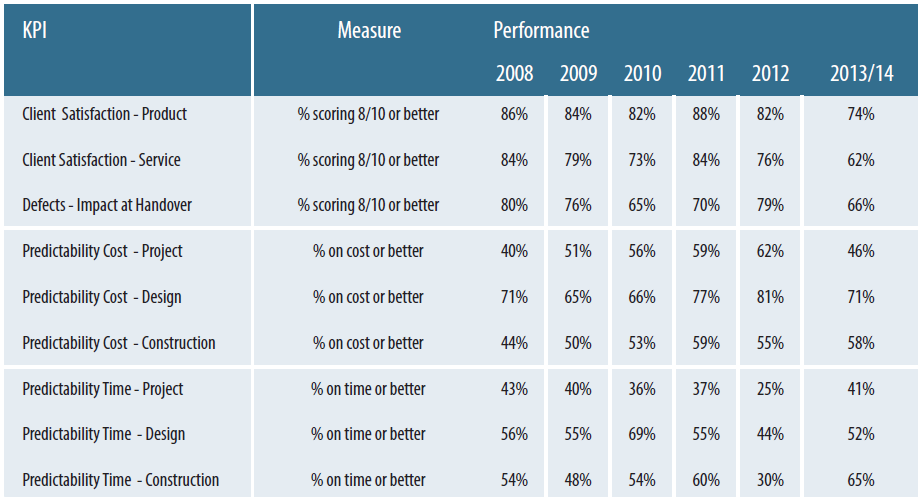 KPI Measure Performance
2008 2009 2010 2011 2012 2013/14
Client Satisfaction - Product % scoring 8/10 or better 86% 84% 82% 88% 82% 74%
Client Satisfaction - Service % scoring 8/10 or better 84% 79% 73% 84% 76% 62%
Defects - Impact at Handover % scoring 8/10 or better 80% 76% 65% 70% 79% 66%
Predictability Cost - Project % on cost or better 40% 51% 56% 59% 62% 46%
Predictability Cost - Design % on cost or better 71% 65% 66% 77% 81% 71%
Predictability Cost - Construction % on cost or better 44% 50% 53% 59% 55% 58%
Predictability Time - Project % on time or better 43% 40% 36% 37% 25% 41%
Predictability Time - Design % on time or better 56% 55% 69% 55% 44% 52%
Predictability Time - Construction % on time or better 54% 48% 54% 60% 30% 65%